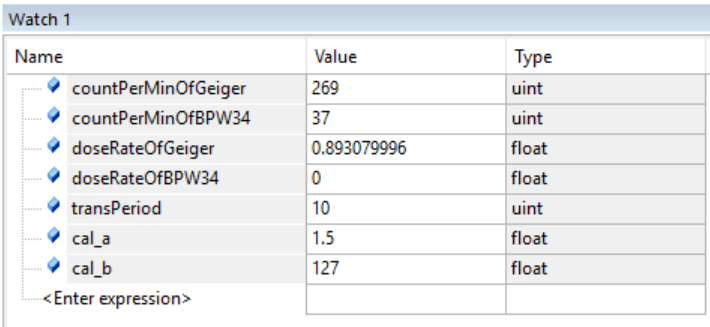 Watch 1
Name Value Type
countPerMinOfGeiger 269 uint
countPerMinOfBPW34 37 uint
doseRateOfGeiger 0.893079996 float
doseRateOfBPW34 0 float
transPeriod 10 uint
cal_a 1.5 float
cal_b 127 float
<Enter expression>